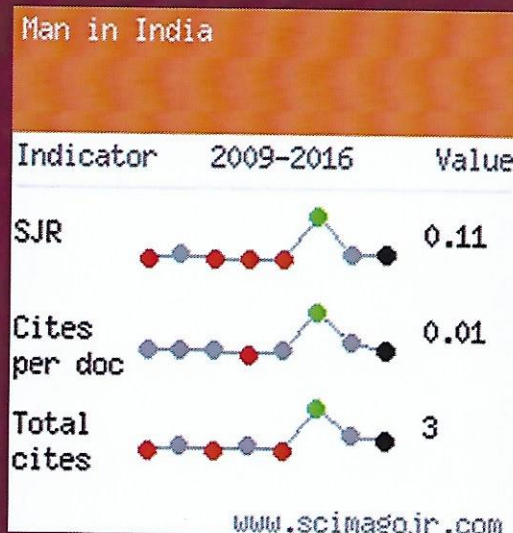 Man in India
Indicator 2009-2016 Value
SJR 0.11
Cites
per doc 0.01
Total
cites 3
www.scimagojr.com